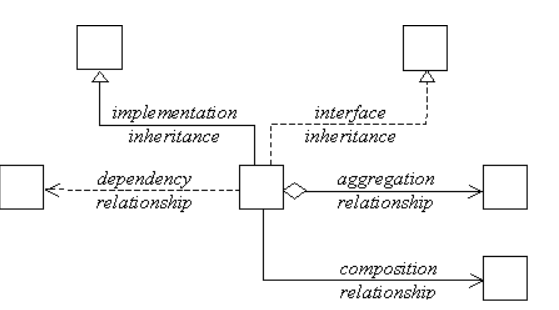 implementation
inheritance
interface
inheritance
dependency
relationship
aggregation
relationship
composition
relationship